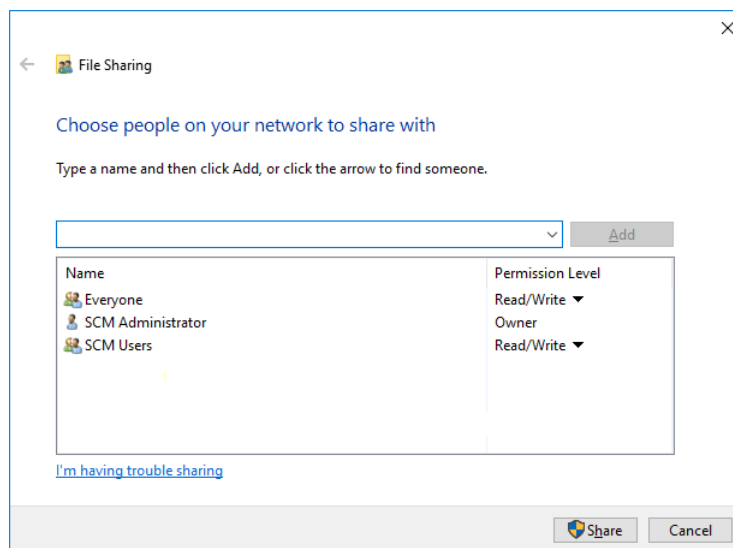 File Sharing
Choose people on your network to share with
Type a name and then click Add, or click the arrow to find someone.
Add
Name Permission Level
Everyone Read/Write
SCM Administrator Owner
SCM Users Read/Write
I'm having trouble sharing
Share Cancel